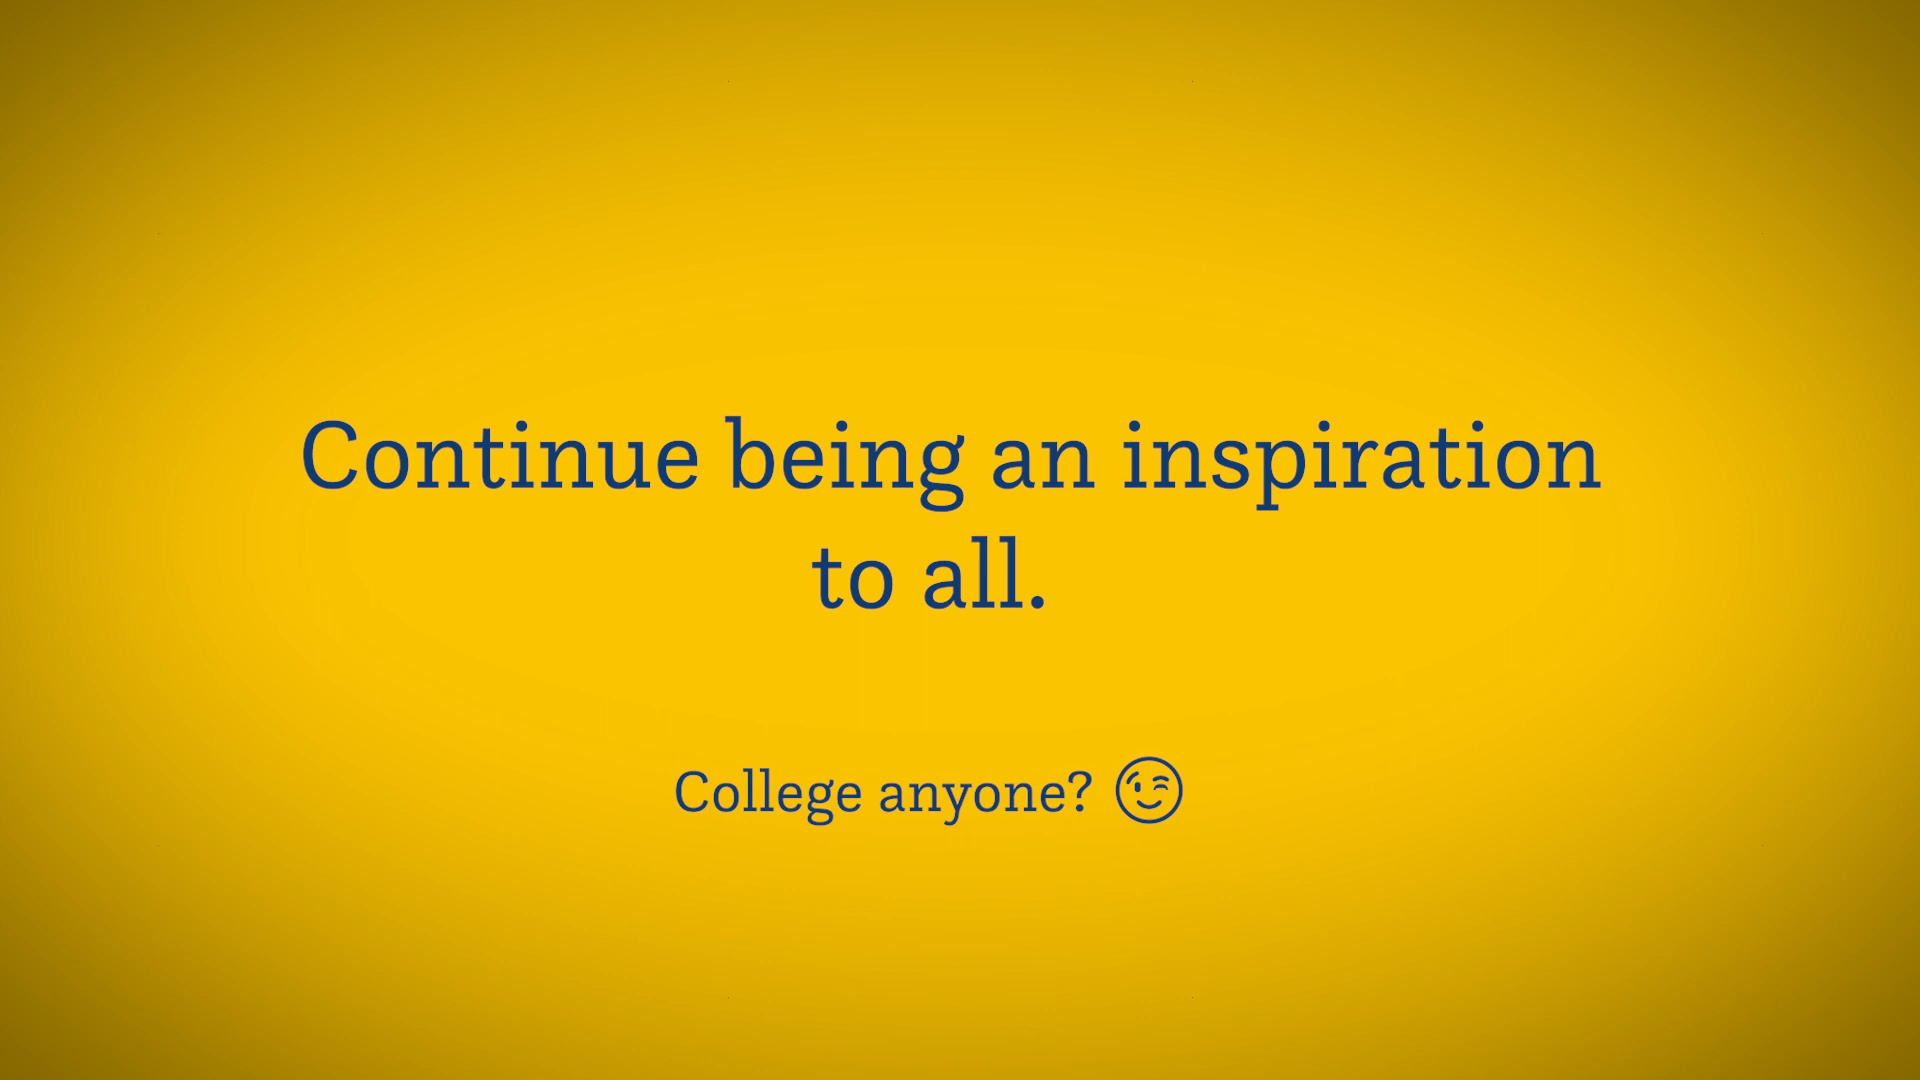 Continue being an inspiration
to all.
College anyone? 😉